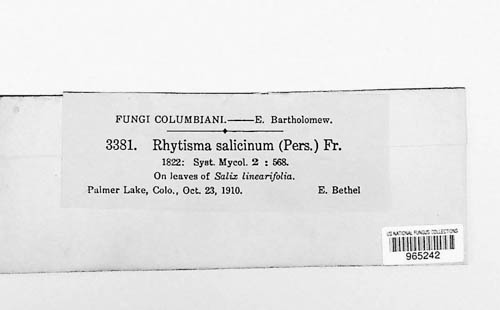 FUNGI COLUMBIANI.——E. Bartholomew.
3381. Rhytisma salicinum (Pers.) Fr.
1822: Syst. Mycol. 2 : 568.
On leaves of Salix linearifolia.
Palmer Lake, Colo., Oct. 23, 1910. E. Bethel
US NATIONAL FUNGUS COLLECTIONS
965242